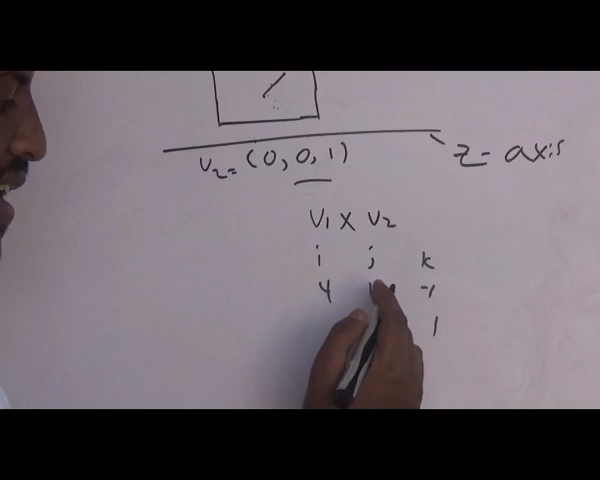 v2= (0, 0, 1)
z- axis
v1 x v2
i j k
4 -1
1